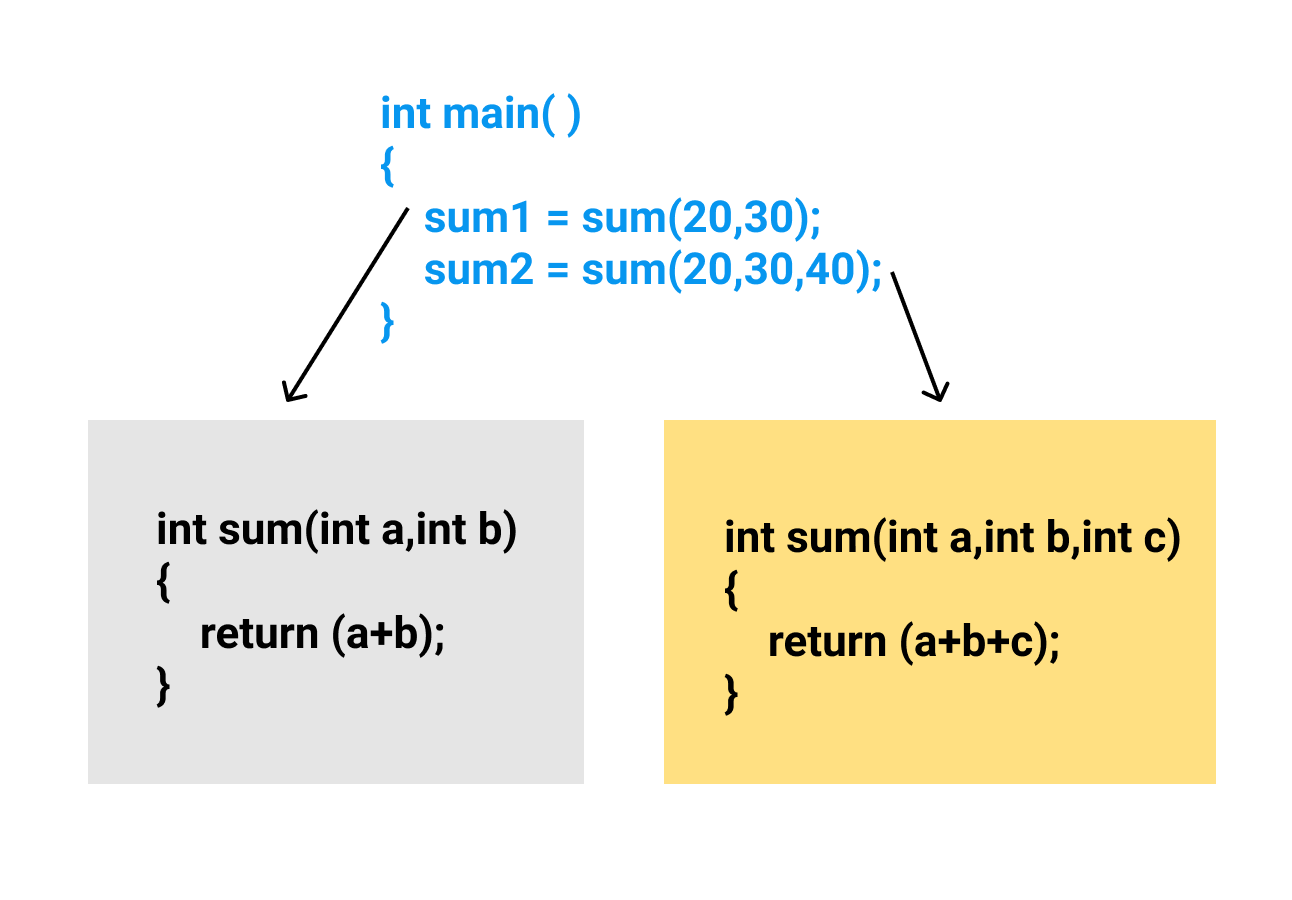 int main( )
{
sum1 = sum(20,30);
sum2 = sum(20,30,40);
}
int sum(int a,int b)
{
return (a+b);
}
int sum(int a,int b,int c)
{
return (a+b+c);
}